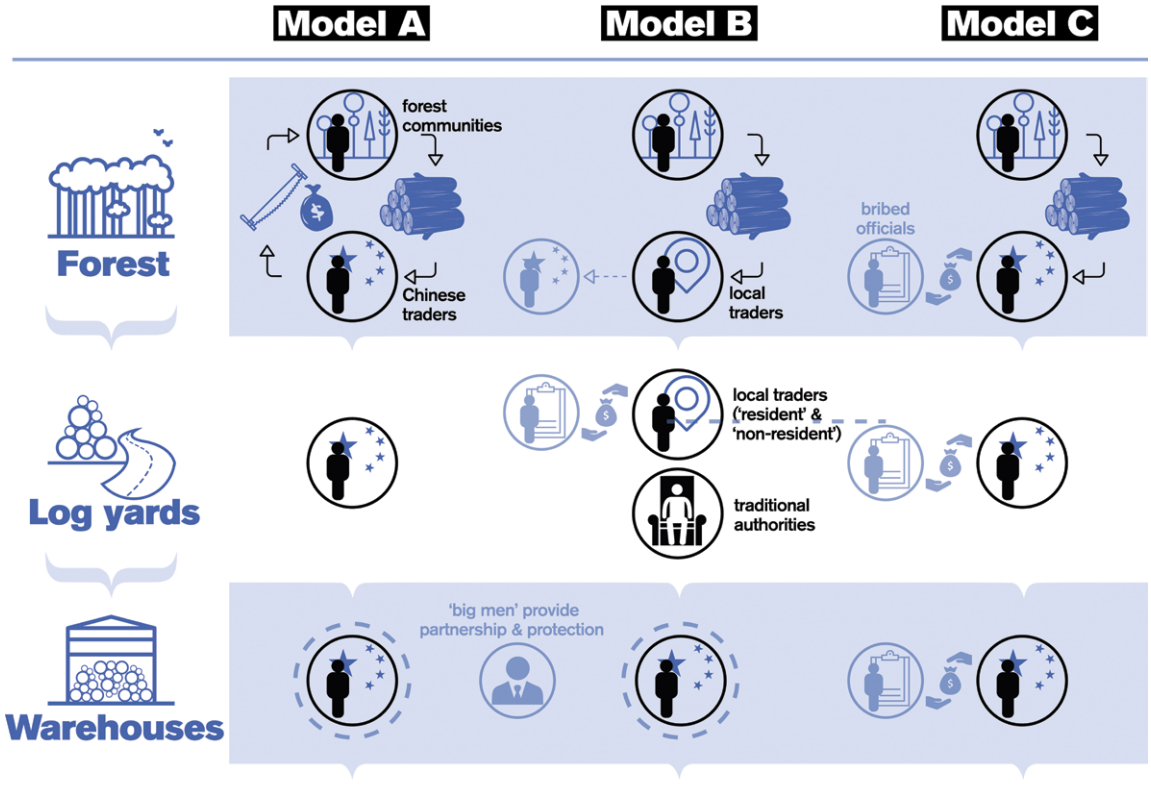 Model A
Model B
Model C
forest
communities
$
Forest
Chinese
traders
local
traders
bribed
officials
$
$
local traders
('resident' &
'non-resident')
$
Log yards
traditional
authorities
'big men' provide
partnership & protection
$
Warehouses